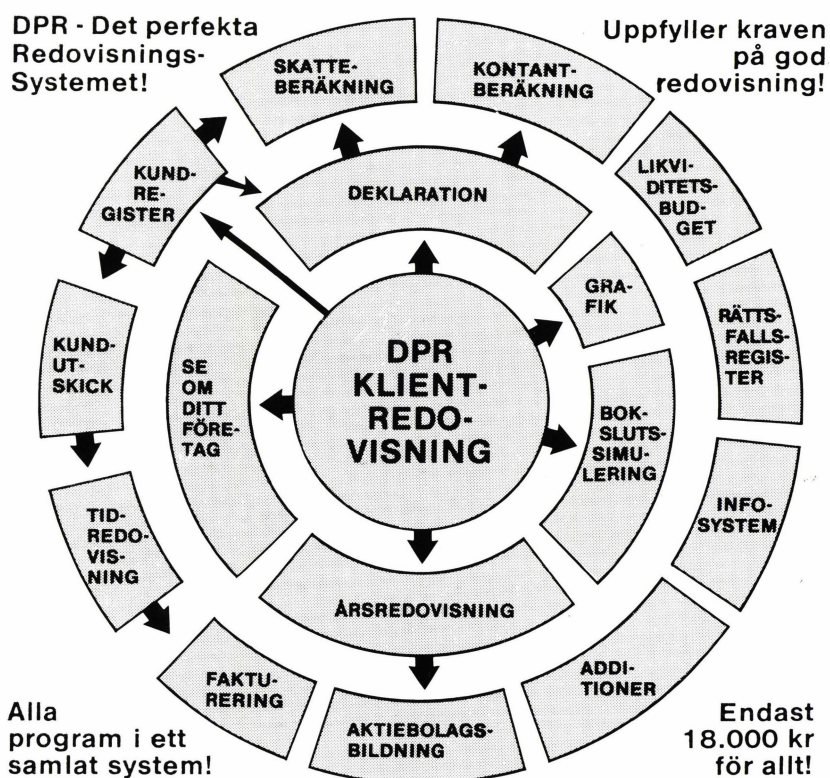 DPR - Det perfekta
Redovisnings-
Systemet!
Uppfyller kraven
på god
redovisning!
SKATTE-
BERÄKNING
KONTANT-
BERÄKNING
KUND-
RE-
GISTER
DEKLARATION
LIKVI-
DITETS-
BUD-
GET
GRA-
FIK
RÄTTS-
FALLS-
REGIS-
TER
KUND-
UT-
SKICK
SE
OM
DITT
FÖRE-
TAG
DPR
KLIENT-
REDO-
VISNING
BOK-
SLUTS-
SIMU-
LERING
INFO-
SYSTEM
TID-
REDO-
VIS-
NING
ÅRSREDOVISNING
FAKTU-
RERING
AKTIEBOLAGS-
BILDNING
ADDI-
TIONER
Alla
program i ett
samlat system!
Endast
18.000 kr
för allt!